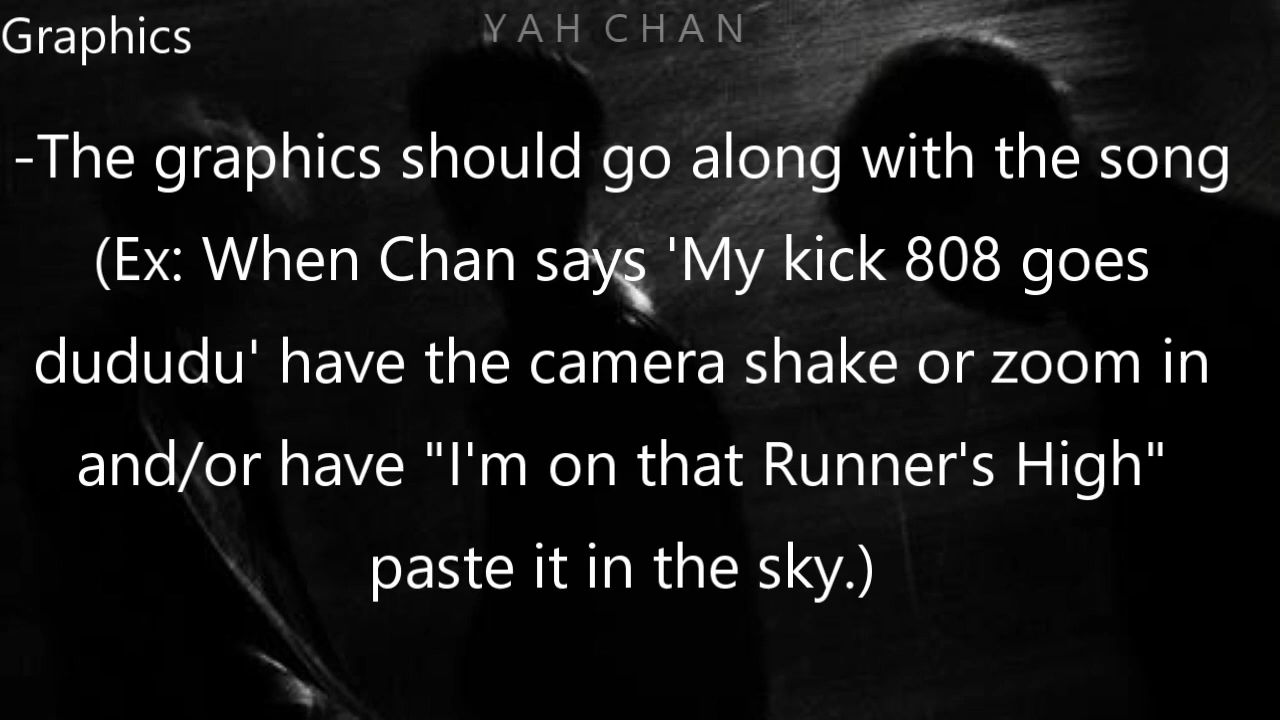 Graphics
YAH CHAN
-The graphics should go along with the song
(Ex: When Chan says 'My kick 808 goes
dududu' have the camera shake or zoom in
and/or have "I'm on that Runner's High"
paste it in the sky.)